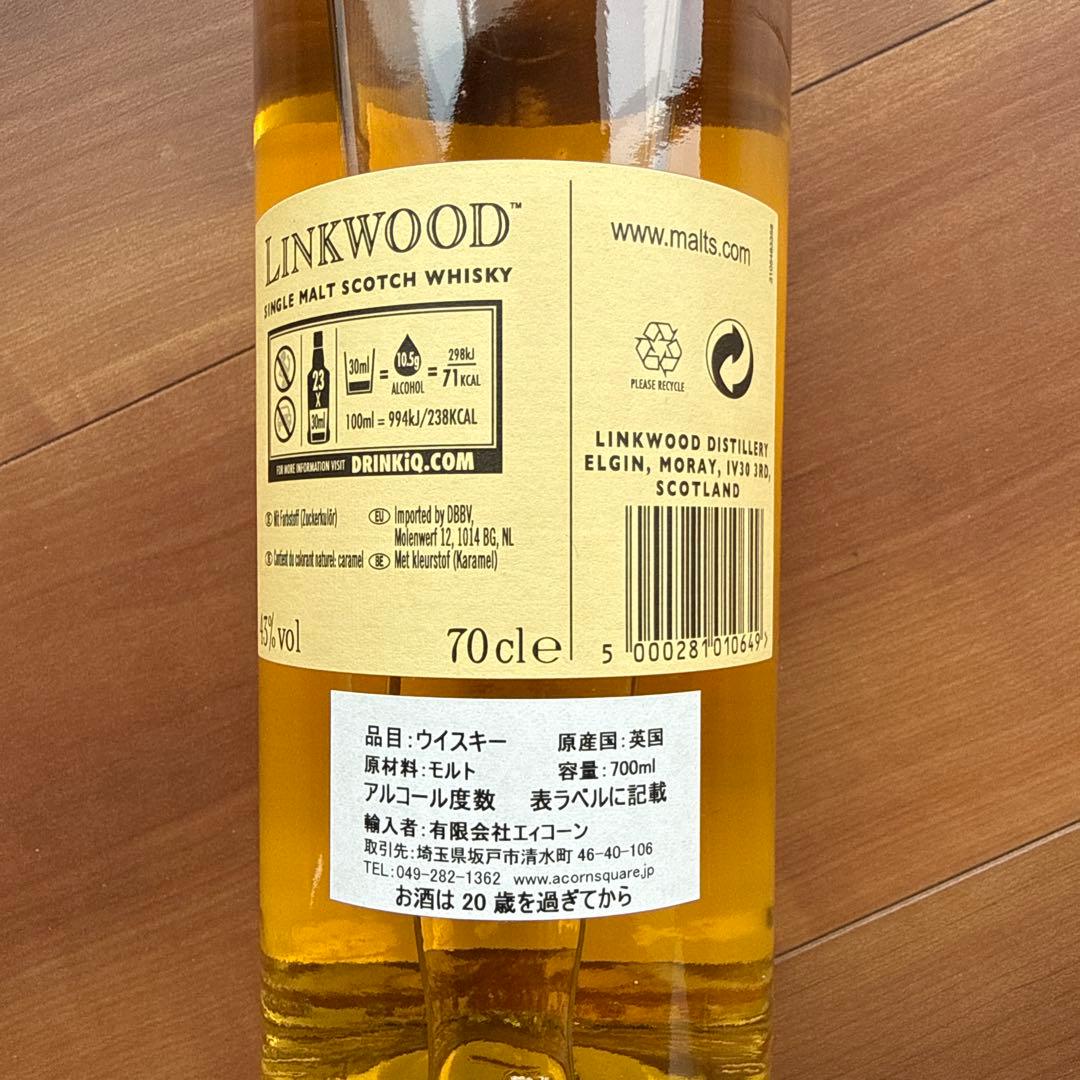 LINKWOOD™
SINGLE MALT SCOTCH WHISKY
23
X
30ml
30ml = 10.5g ALCOHOL = 298kJ 71KCAL
100ml = 994kJ/238KCAL
FOR MORE INFORMATION VISIT DRINKiQ.COM
Mit Farbstoff (Zuckerkulör)
EU Imported by DBBV,
Molenwerf 12, 1014 BG, NL
Contient du colorant naturel: caramel
BE Met kleurstof (Karamel)
43% vol
70cl e
www.malts.com
PLEASE RECYCLE
LINKWOOD DISTILLERY
ELGIN, MORAY, IV30 3RD,
SCOTLAND
5 000281 010649 >
品目:ウイスキー 原産国:英国
原材料:モルト 容量:700ml
アルコール度数 表ラベルに記載
輸入者:有限会社エィコーン
取引先:埼玉県坂戸市清水町 46-40-106
TEL:049-282-1362 www.acornsquare.jp
お酒は 20 歳を過ぎてから